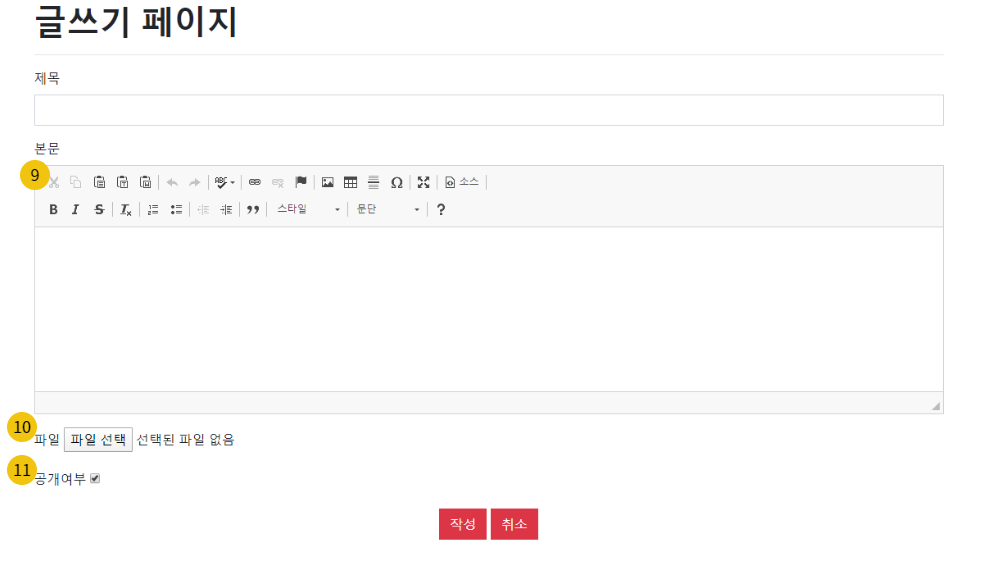 글쓰기 페이지
제목
본문
9
ABC Ω 소스
B I S Tx 스타일 문단 ?
10
파일 파일 선택 선택된 파일 없음
11
공개여부
작성 취소